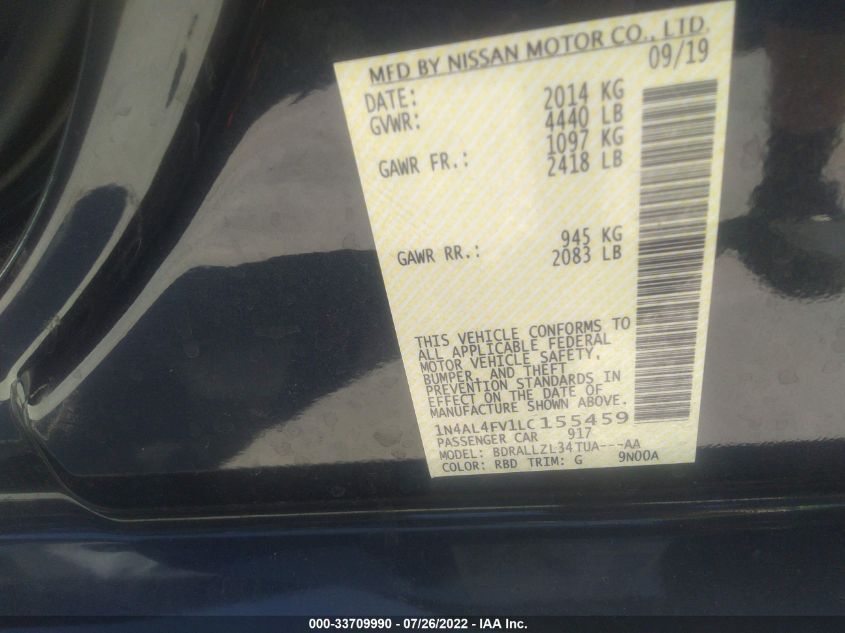 MFD BY NISSAN MOTOR CO., LTD.
DATE: 09/19
GVWR: 2014 KG
4440 LB
GAWR FR.: 1097 KG
2418 LB
GAWR RR.: 945 KG
2083 LB
THIS VEHICLE CONFORMS TO
ALL APPLICABLE FEDERAL
MOTOR VEHICLE SAFETY,
BUMPER, AND THEFT
PREVENTION STANDARDS IN
EFFECT ON THE DATE OF
MANUFACTURE SHOWN ABOVE.
1N4AL4FV1LC155459
PASSENGER CAR 917
MODEL: BDRALLZL34TUA---AA
COLOR: RBD TRIM: G 9N00A
000-33709990 - 07/26/2022 - IAA Inc.